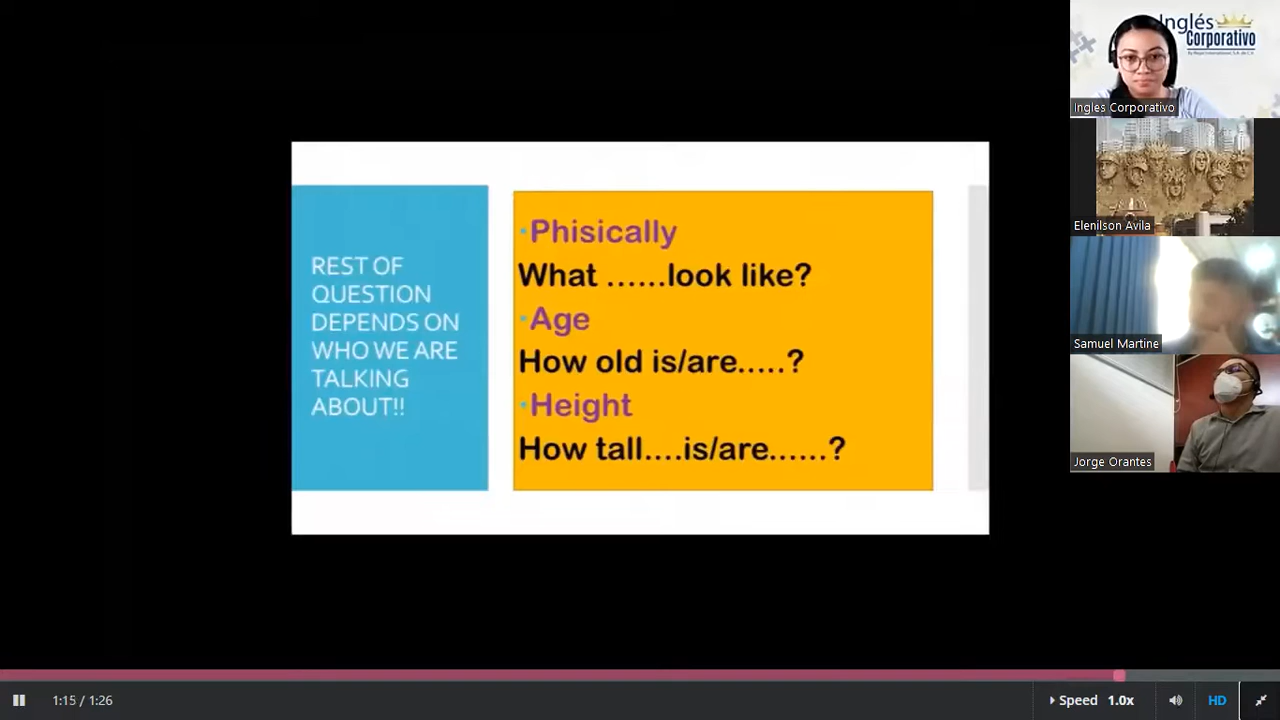 REST OF
QUESTION
DEPENDS ON
WHO WE ARE
TALKING
ABOUT!!
·Phisically
What ......look like?
·Age
How old is/are.....?
·Height
How tall....is/are......?
Inglés
Corporativo
Ingles Corporativo
Elenilson Avila
Samuel Martine
Jorge Orantes
1:15 / 1:26
Speed 1.0x
HD